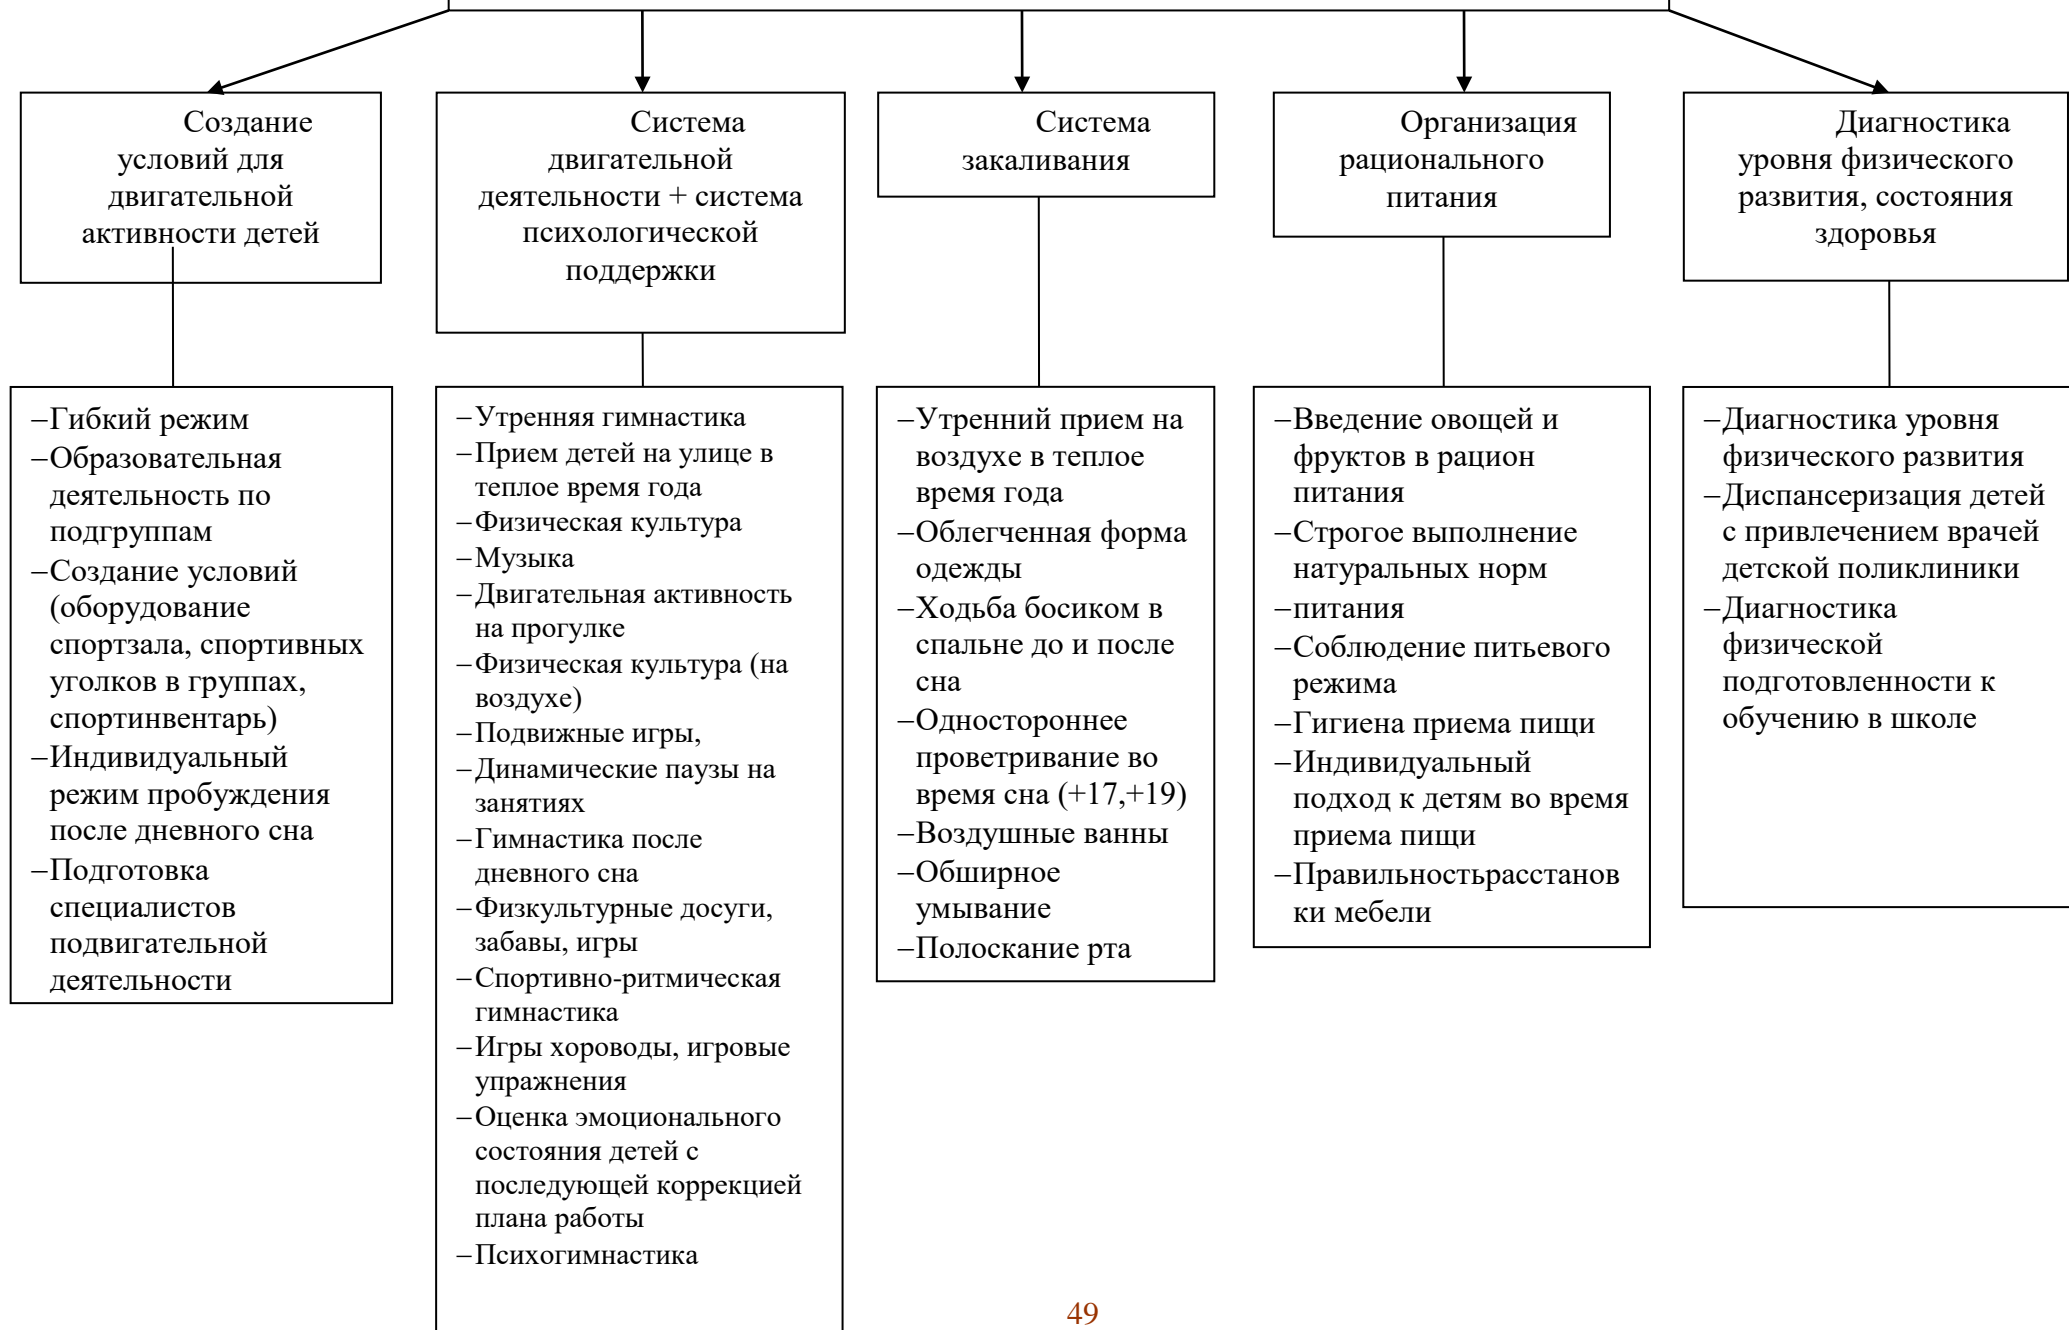 Создание
условий для
двигательной
активности детей
Система
двигательной
деятельности + система
психологической
поддержки
Система
закаливания
Организация
рационального
питания
Диагностика
уровня физического
развития, состояния
здоровья
–Гибкий режим
–Образовательная
деятельность по
подгруппам
–Создание условий
(оборудование
спортзала, спортивных
уголков в группах,
спортинвентарь)
–Индивидуальный
режим пробуждения
после дневного сна
–Подготовка
специалистов
подвигательной
деятельности
–Утренняя гимнастика
–Прием детей на улице в
теплое время года
–Физическая культура
–Музыка
–Двигательная активность
на прогулке
–Физическая культура (на
воздухе)
–Подвижные игры,
–Динамические паузы на
занятиях
–Гимнастика после
дневного сна
–Физкультурные досуги,
забавы, игры
–Спортивно-ритмическая
гимнастика
–Игры хороводы, игровые
упражнения
–Оценка эмоционального
состояния детей с
последующей коррекцией
плана работы
–Психогимнастика
–Утренний прием на
воздухе в теплое
время года
–Облегченная форма
одежды
–Ходьба босиком в
спальне до и после
сна
–Одностороннее
проветривание во
время сна (+17,+19)
–Воздушные ванны
–Обширное
умывание
–Полоскание рта
–Введение овощей и
фруктов в рацион
питания
–Строгое выполнение
натуральных норм
–питания
–Соблюдение питьевого
режима
–Гигиена приема пищи
–Индивидуальный
подход к детям во время
приема пищи
–Правильностьрасстанов
ки мебели
–Диагностика уровня
физического развития
–Диспансеризация детей
с привлечением врачей
детской поликлиники
–Диагностика
физической
подготовленности к
обучению в школе
49